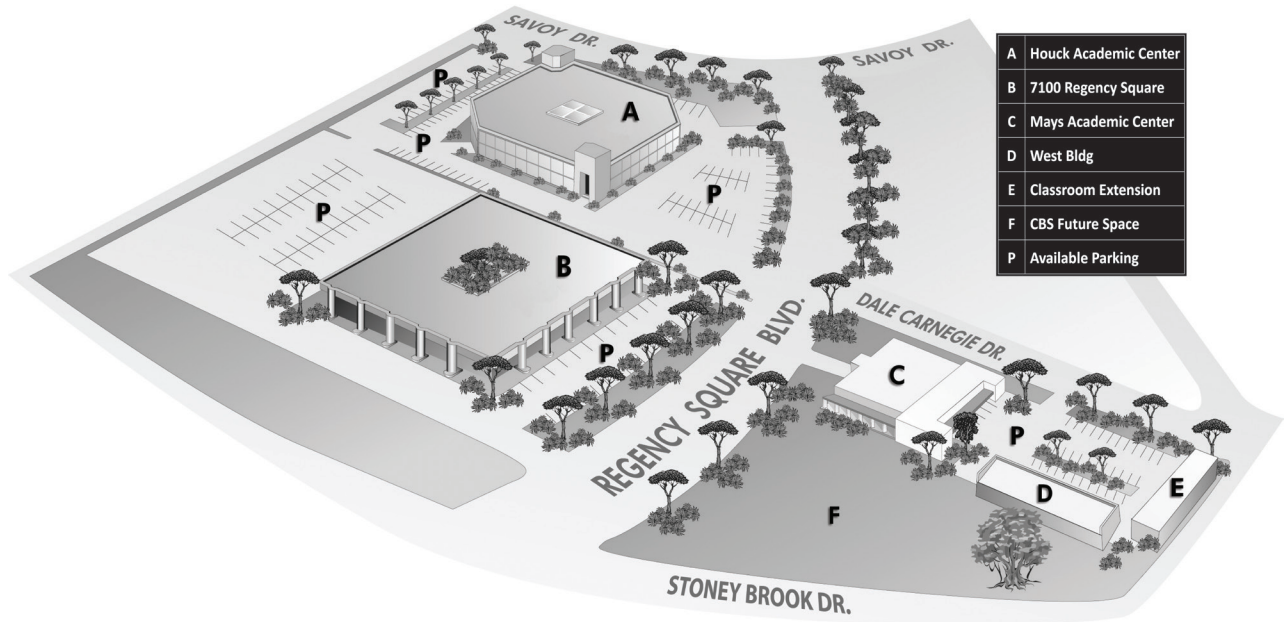 SAVOY DR.
SAVOY DR.
A Houck Academic Center
B 7100 Regency Square
C Mays Academic Center
D West Bldg
E Classroom Extension
F CBS Future Space
P Available Parking
P
A
P
P
P
B
P
REGENCY SQUARE BLVD.
DALE CARNEGIE DR.
C
P
D
E
F
STONEY BROOK DR.